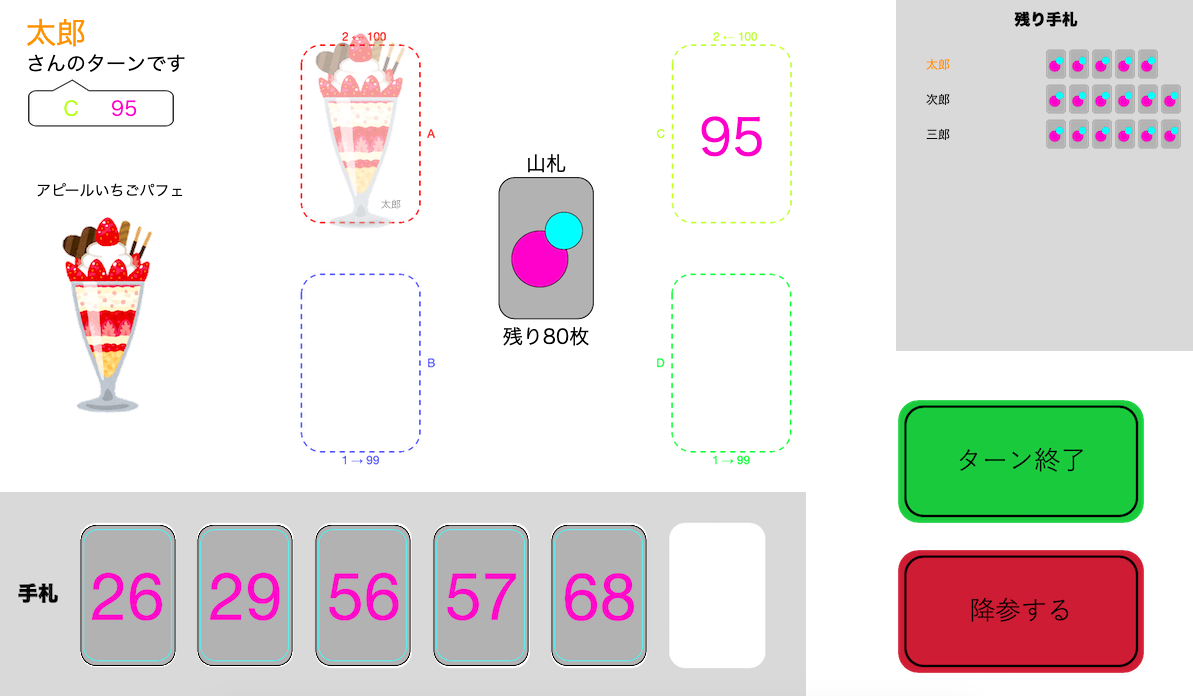 太郎
さんのターンです
C 95
アピールいちごパフェ
2 ← 100
A
太郎
B
1 → 99
山札
残り80枚
2 ← 100
C
95
D
1 → 99
残り手札
太郎
次郎
三郎
手札
26 29 56 57 68
ターン終了
降参する